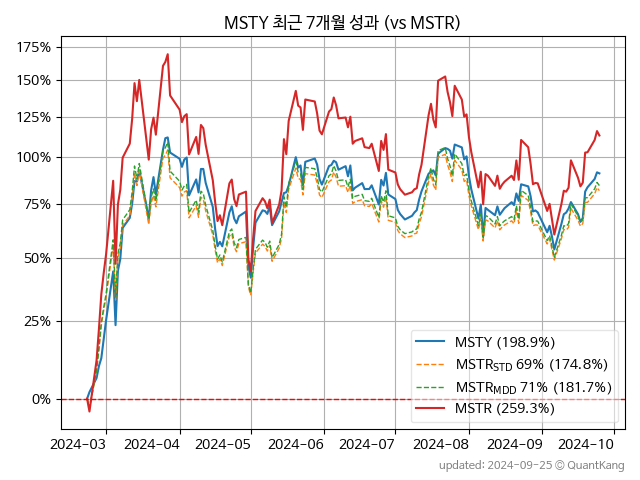 MSTY 최근 7개월 성과 (vs MSTR)
175%
150%
125%
100%
75%
50%
25%
0%
MSTY (198.9%)
MSTR_STD 69% (174.8%)
MSTR_MDD 71% (181.7%)
MSTR (259.3%)
2024-03 2024-04 2024-05 2024-06 2024-07 2024-08 2024-09 2024-10
updated: 2024-09-25 ⓒ QuantKang